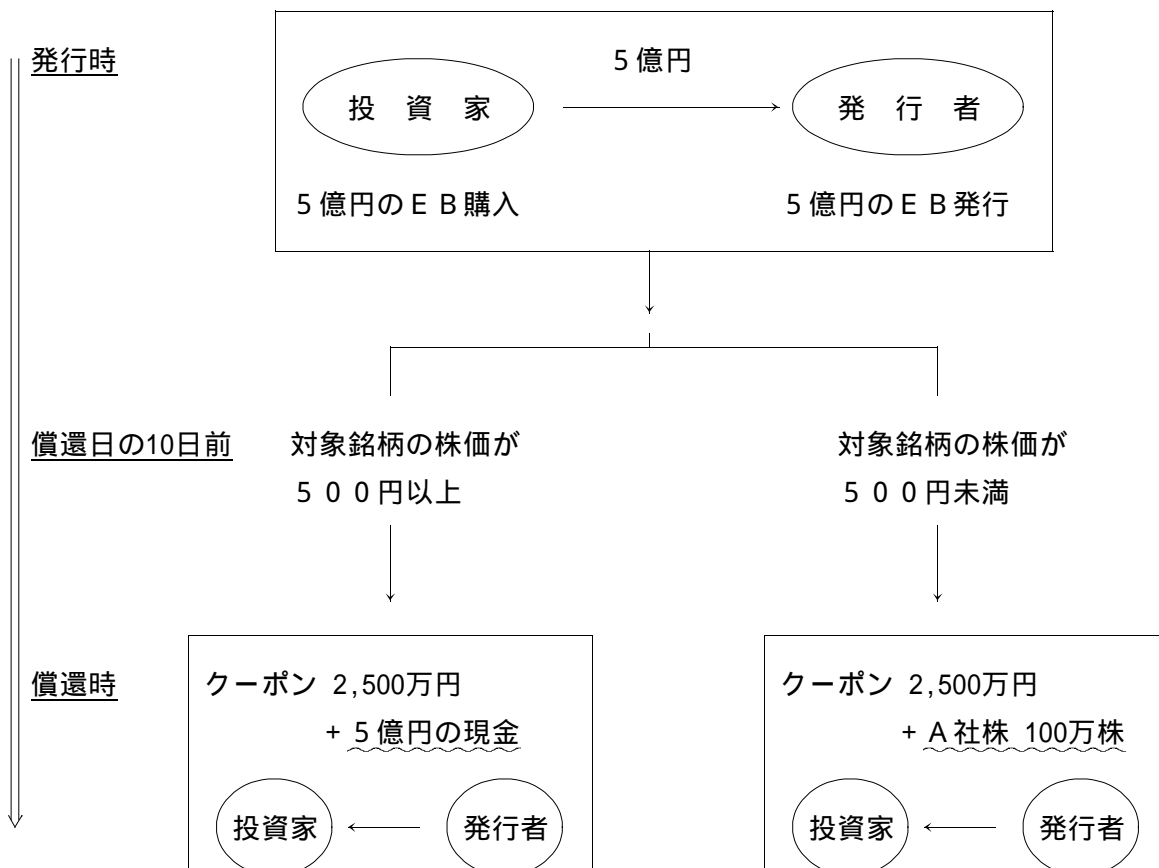 発行時
5億円
投 資 家
発 行 者
5億円のEB購入
5億円のEB発行
償還日の10日前
対象銘柄の株価が
500円以上
対象銘柄の株価が
500円未満
償還時
クーポン 2,500万円
+ 5億円の現金
投資家
発行者
クーポン 2,500万円
+ A社株 100万株
投資家
発行者